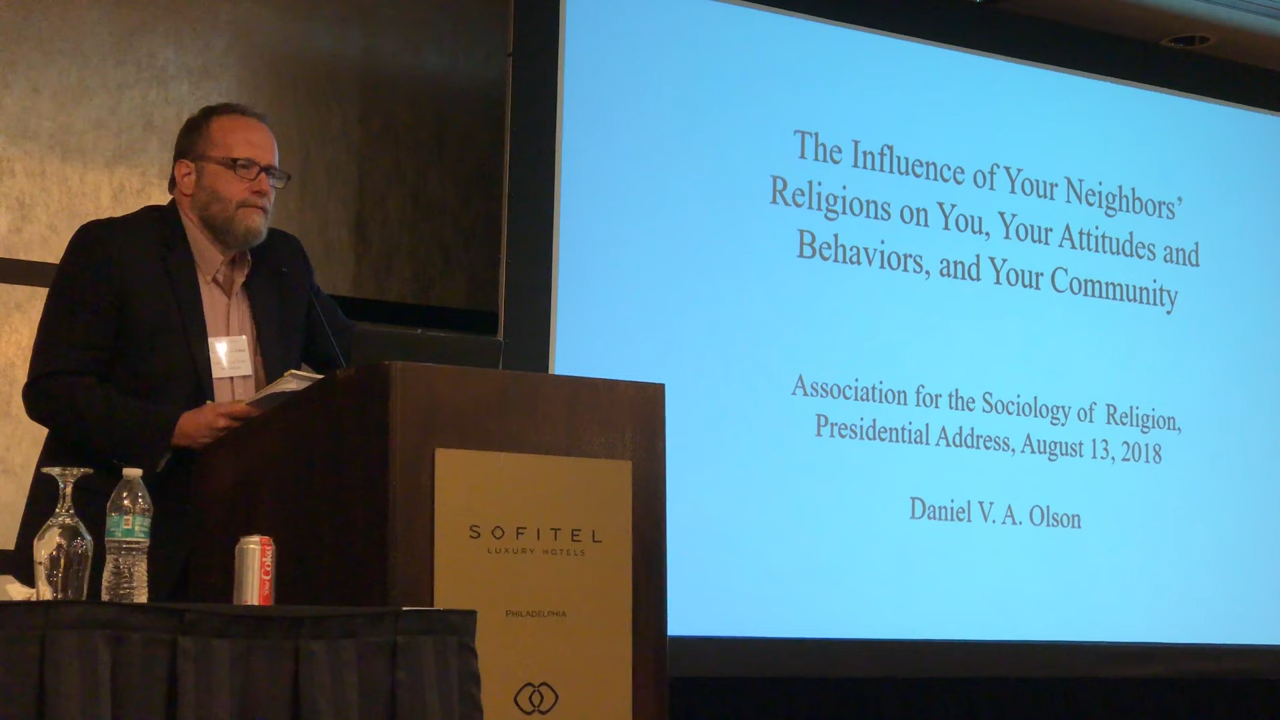 The Influence of Your Neighbors'
Religions on You, Your Attitudes and
Behaviors, and Your Community
Association for the Sociology of Religion,
Presidential Address, August 13, 2018
Daniel V. A. Olson
SOFITEL
LUXURY HOTELS
PHILADELPHIA
Coke